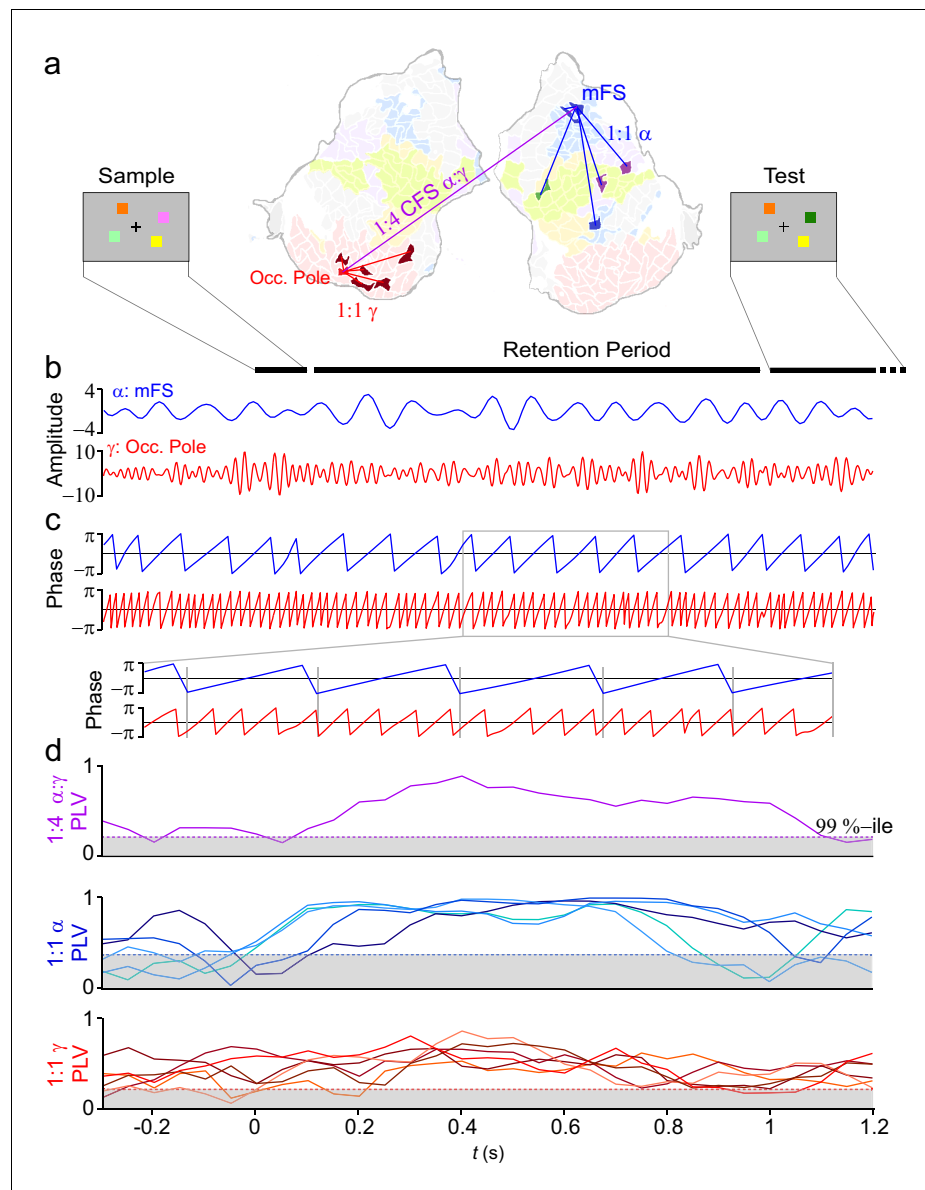 a
mFS
1:1 α
1:4 CFS α:γ
Sample
Test
Occ. Pole
1:1 γ
Retention Period
b
α: mFS
Amplitude
4
−4
γ: Occ. Pole
10
−10
c
Phase
π
−π
π
−π
Phase
π
−π
π
−π
d
1:4 α:γ
PLV
1
0
99 %−ile
1:1 α
PLV
1
0
1:1 γ
PLV
1
0
-0.2 0 0.2 0.4 0.6 0.8 1 1.2
t (s)